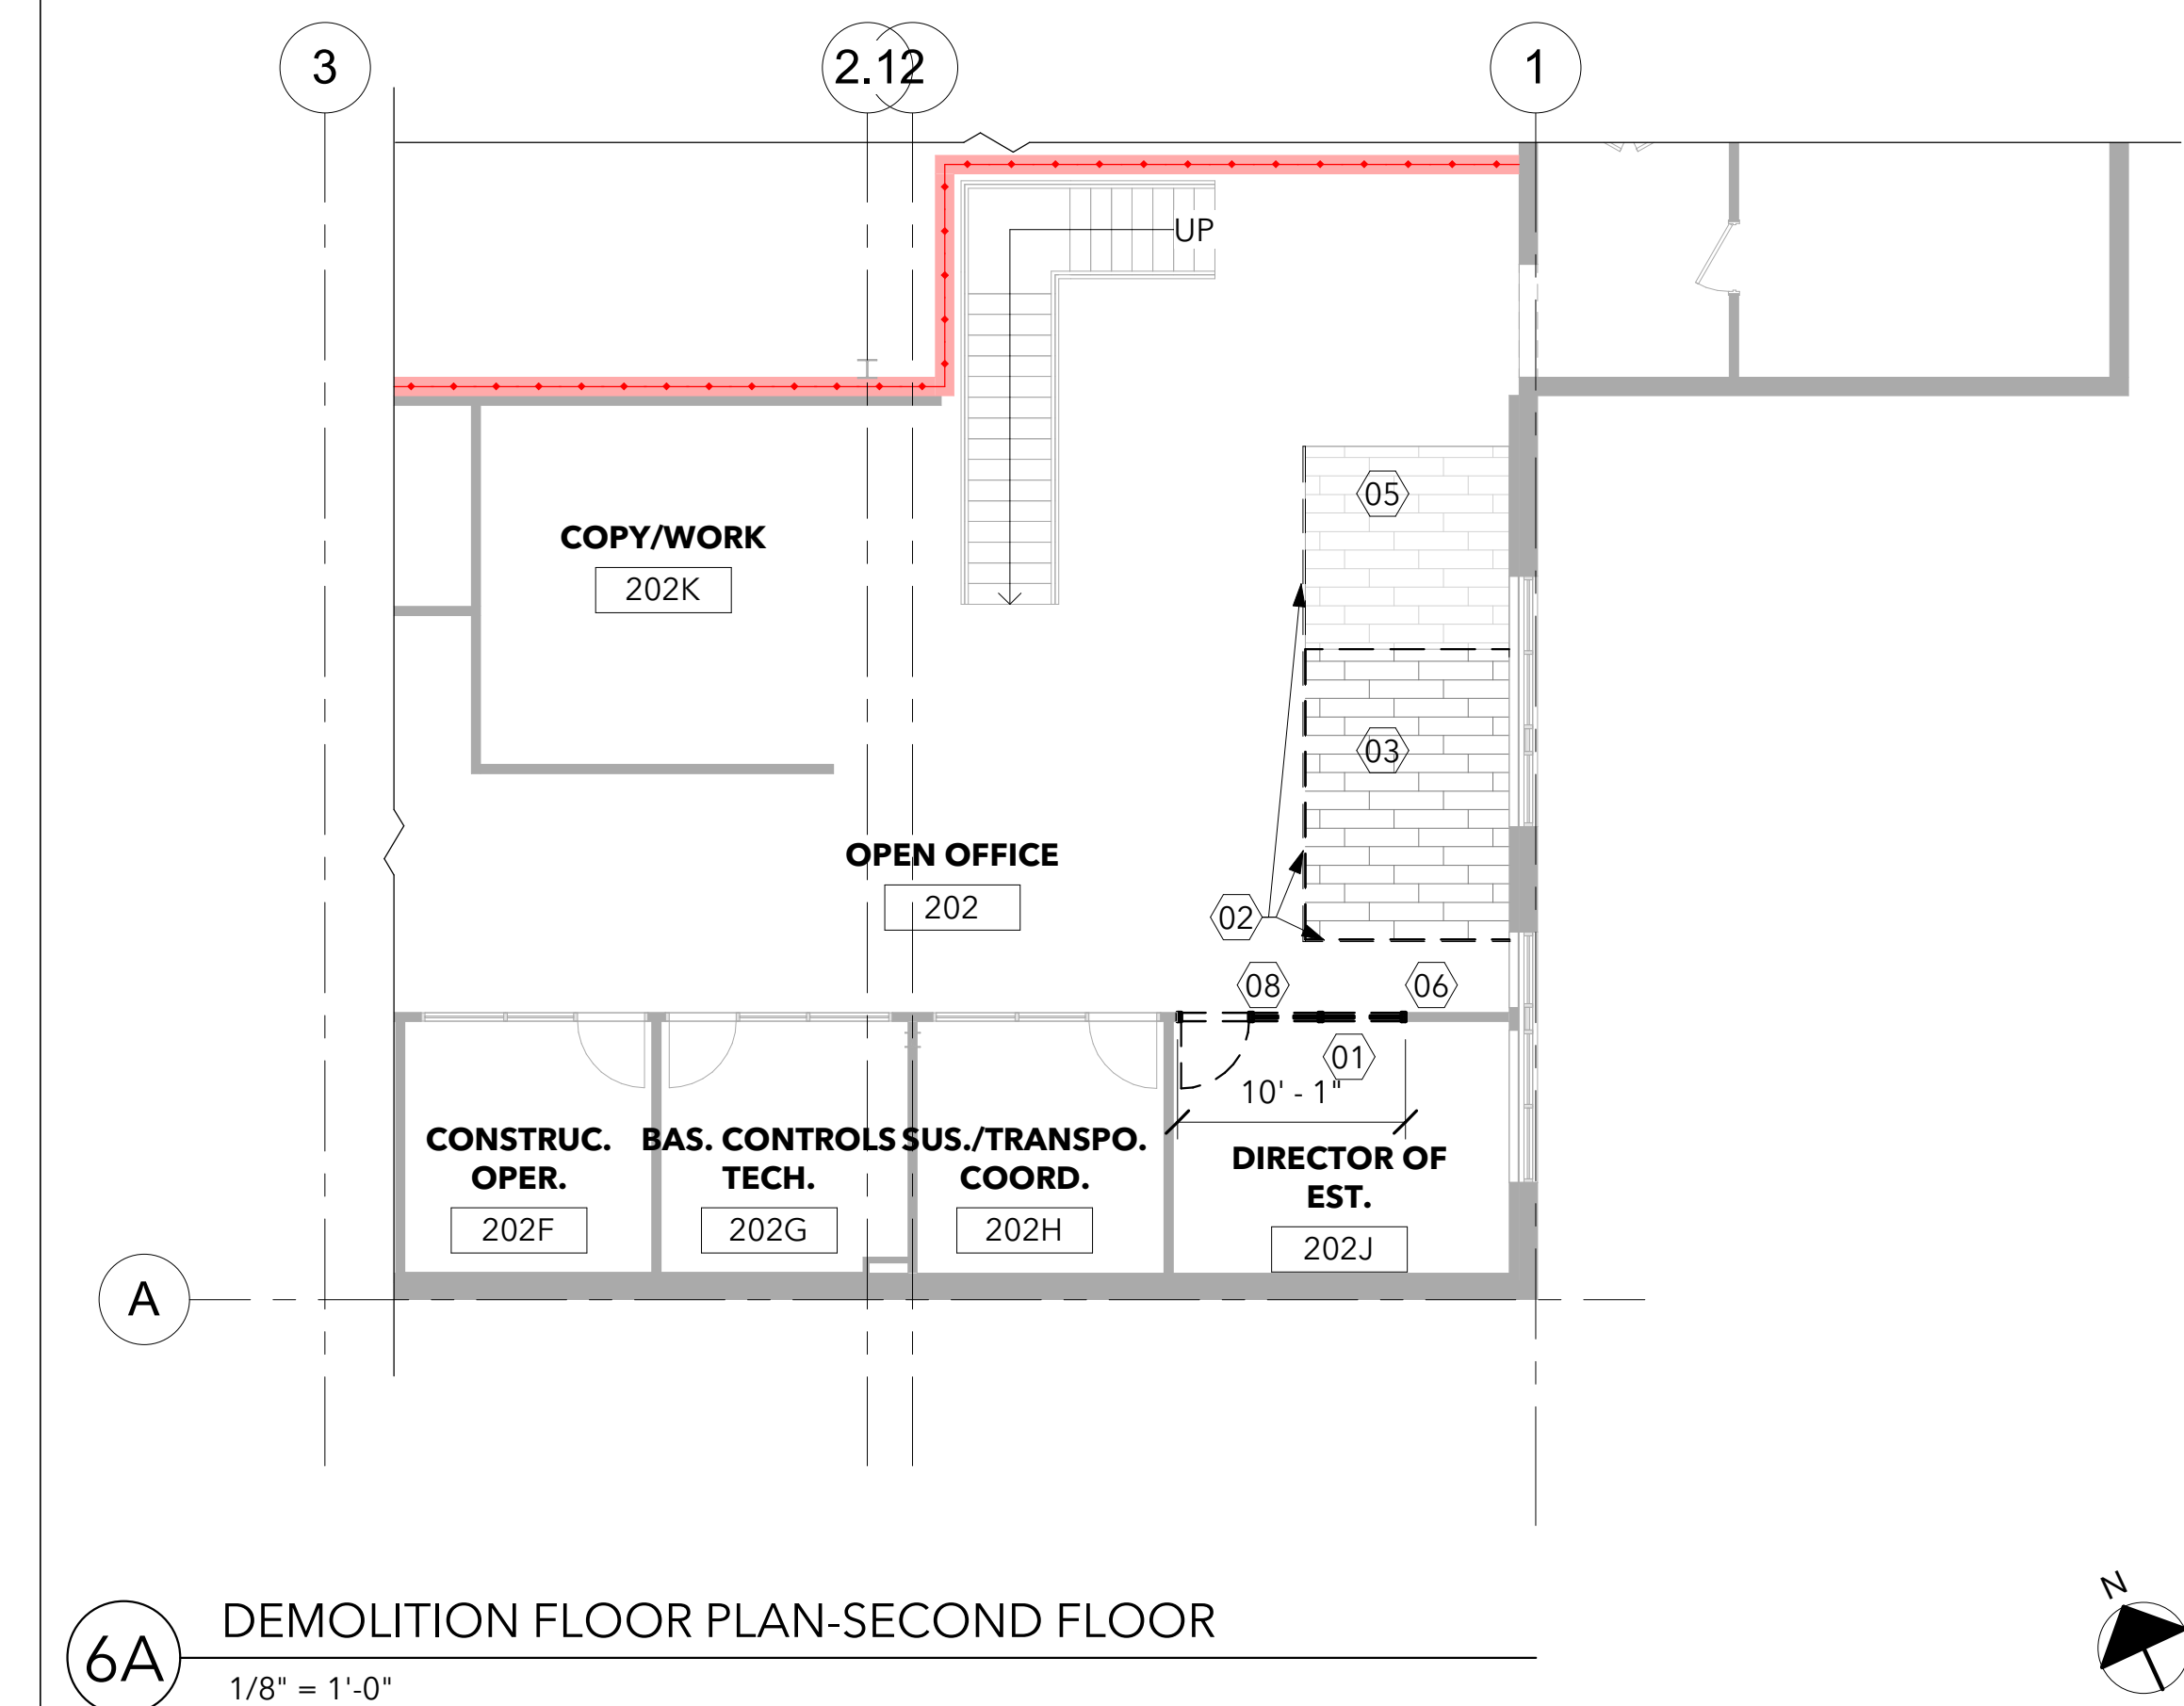 3
2.1
2
1
UP
05
COPY/WORK
202K
03
OPEN OFFICE
202
02
08
06
01
10' - 1"
CONSTRUC.
OPER.
202F
BAS. CONTROLS
TECH.
202G
SUS./TRANSPO.
COORD.
202H
DIRECTOR OF
EST.
202J
A
N
6A
DEMOLITION FLOOR PLAN-SECOND FLOOR
1/8" = 1'-0"